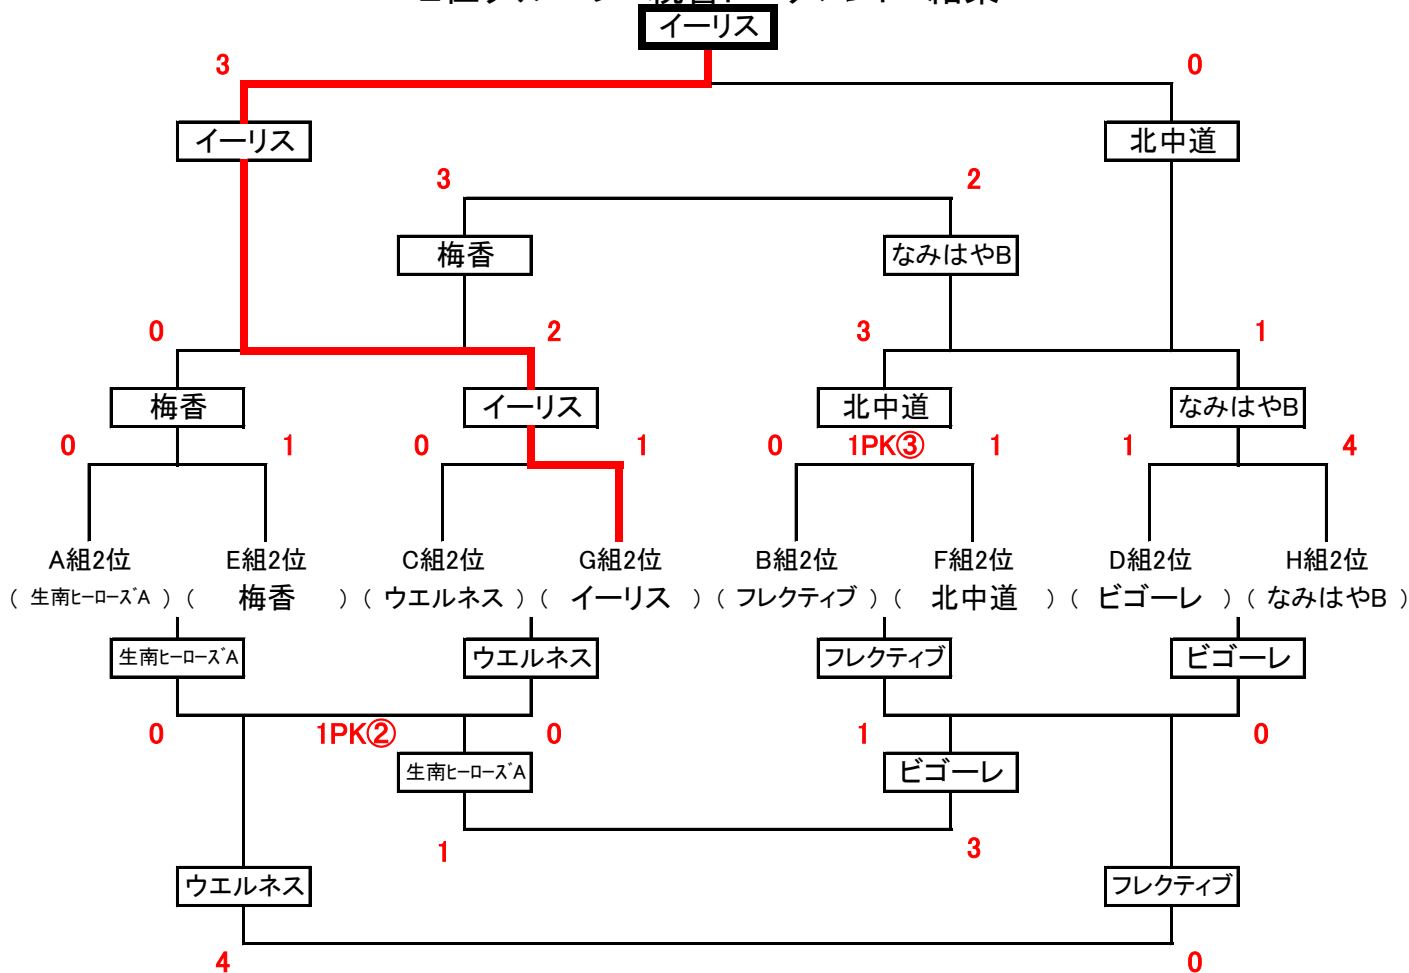 イーリス
3 0
イーリス 北中道
3 2
梅香 なみはやB
0 2 3 1
梅香 イーリス 北中道 なみはやB
0 1 0 1 0 1PK③ 1 1 4
A組2位 E組2位 C組2位 G組2位 B組2位 F組2位 D組2位 H組2位
( 生南ﾋｰﾛｰｽﾞA ) ( 梅香 ) ( ウエルネス ) ( イーリス ) ( フレクティブ ) ( 北中道 ) ( ビゴーレ ) ( なみはやB )
生南ﾋｰﾛｰｽﾞA ウエルネス フレクティブ ビゴーレ
0 1PK② 0 1 0
生南ﾋｰﾛｰｽﾞA ビゴーレ
1 3
ウエルネス フレクティブ
4 0